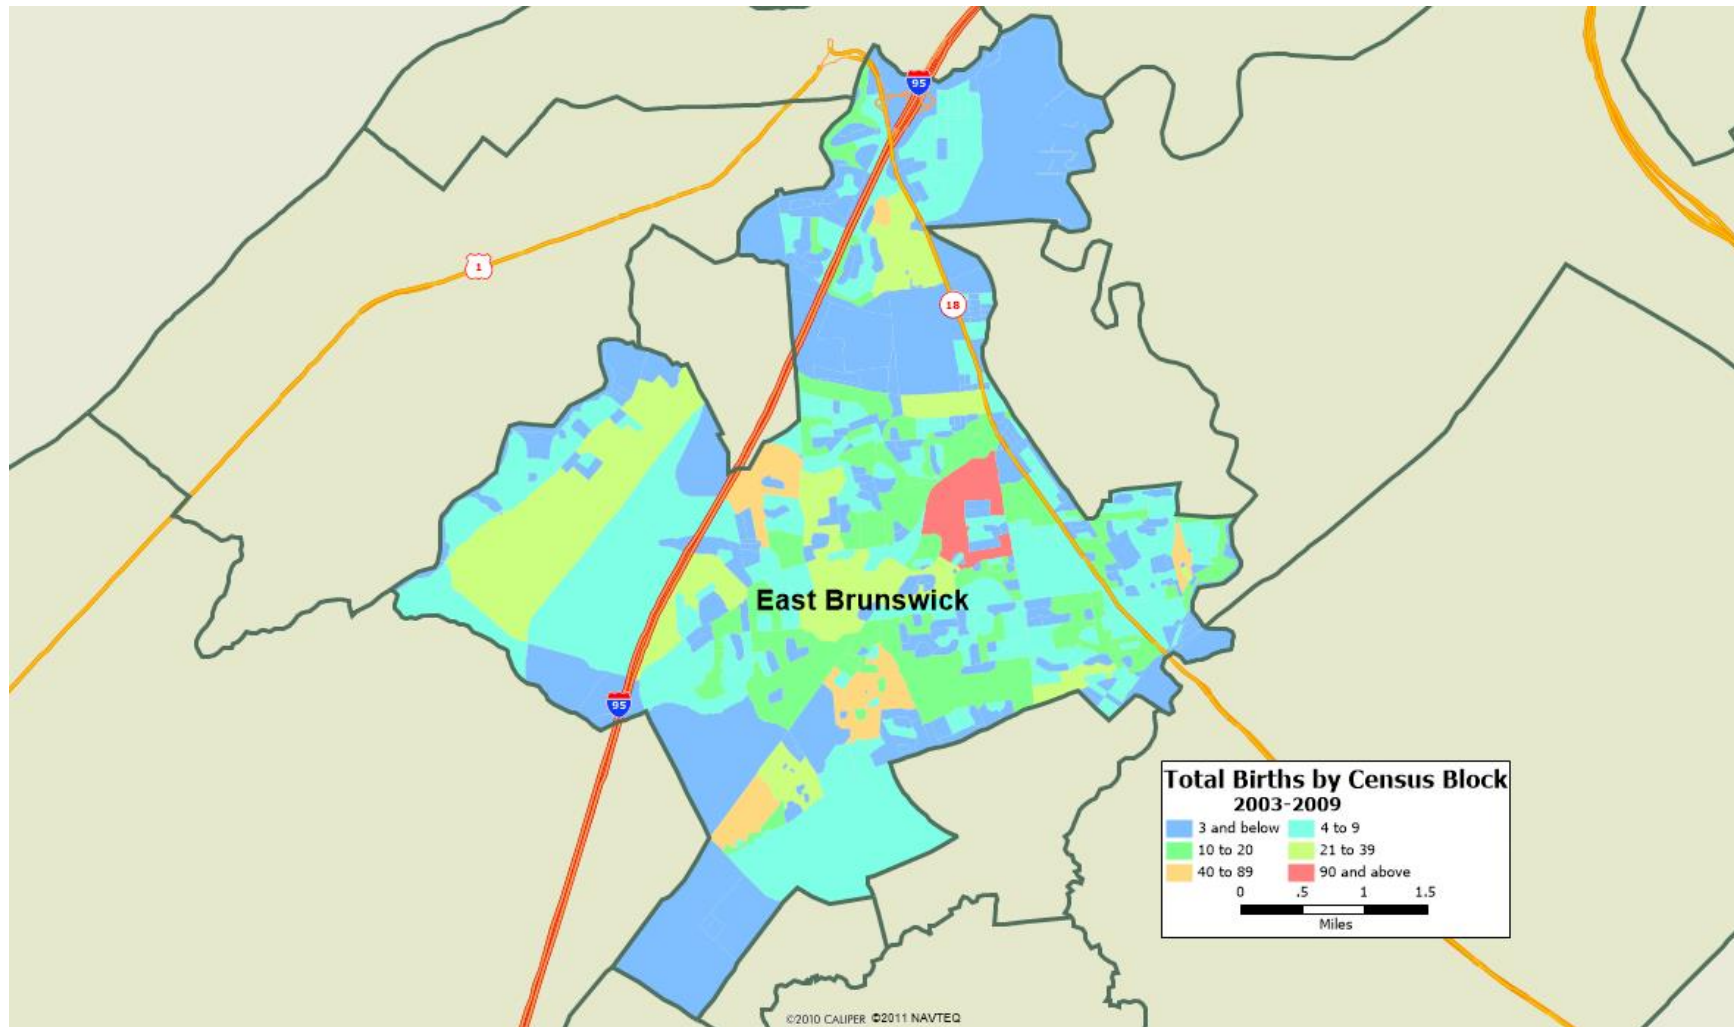 95
1
18
East Brunswick
95
Total Births by Census Block
2003-2009
3 and below 4 to 9
10 to 20 21 to 39
40 to 89 90 and above
0 .5 1 1.5
Miles
©2010 CALIPER ©2011 NAVTEQ